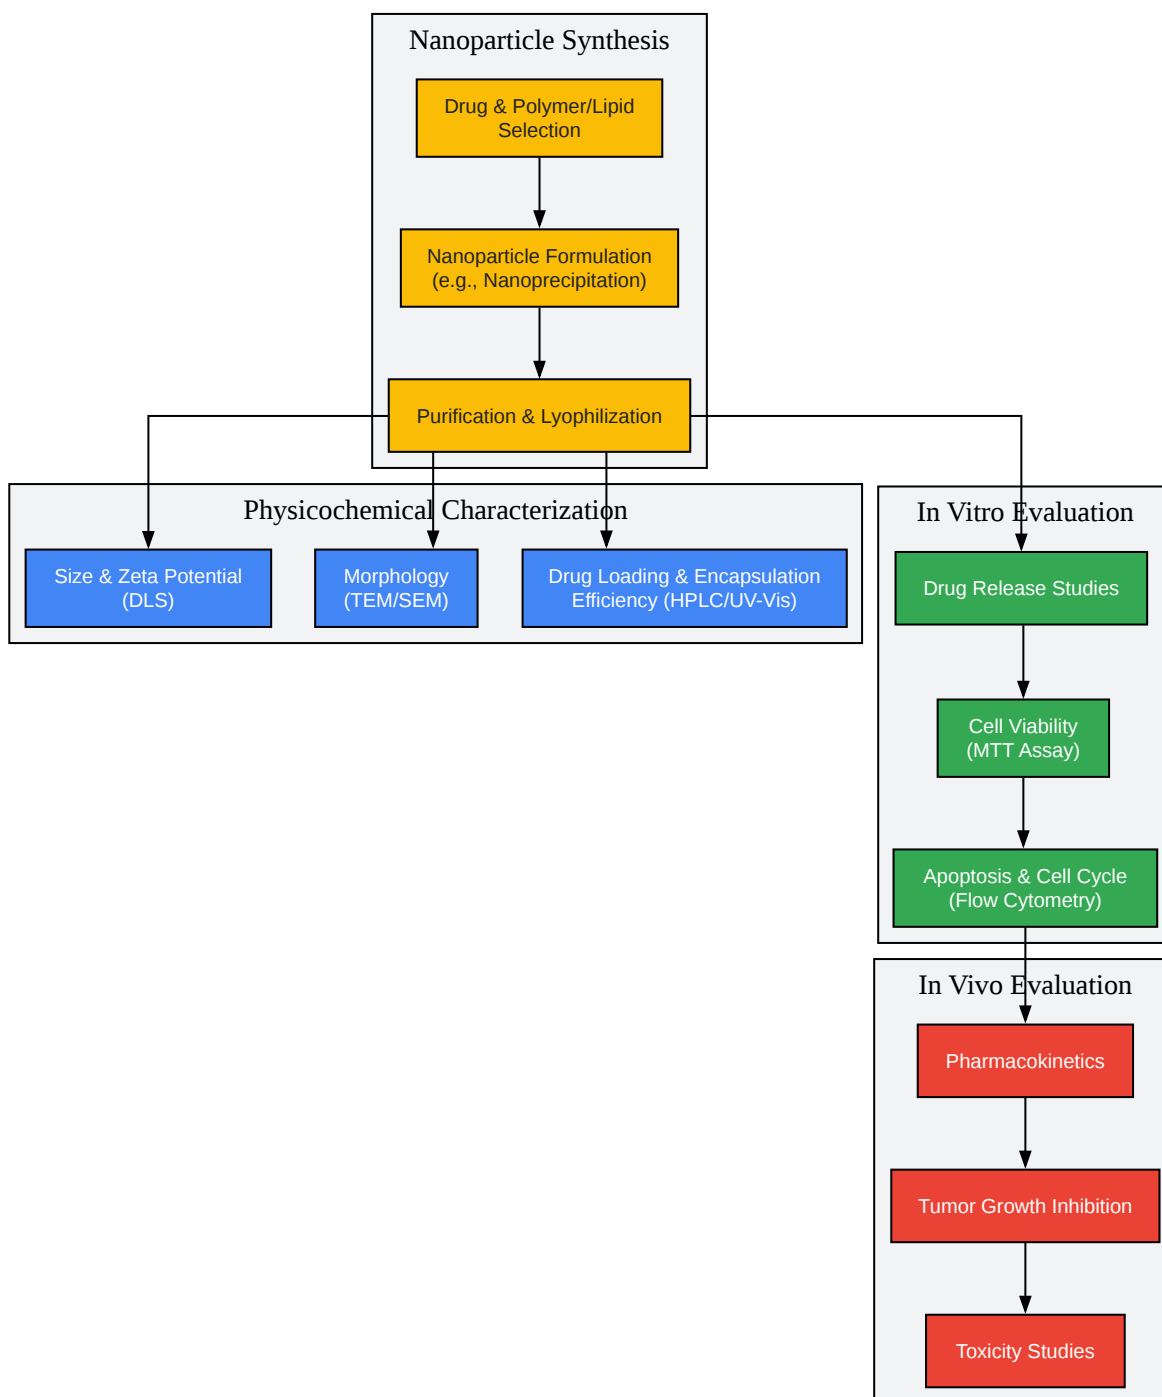 Nanoparticle Synthesis
Drug & Polymer/Lipid
Selection
Nanoparticle Formulation
(e.g., Nanoprecipitation)
Purification & Lyophilization
Physicochemical Characterization
Size & Zeta Potential
(DLS)
Morphology
(TEM/SEM)
Drug Loading & Encapsulation
Efficiency (HPLC/UV-Vis)
In Vitro Evaluation
Drug Release Studies
Cell Viability
(MTT Assay)
Apoptosis & Cell Cycle
(Flow Cytometry)
In Vivo Evaluation
Pharmacokinetics
Tumor Growth Inhibition
Toxicity Studies